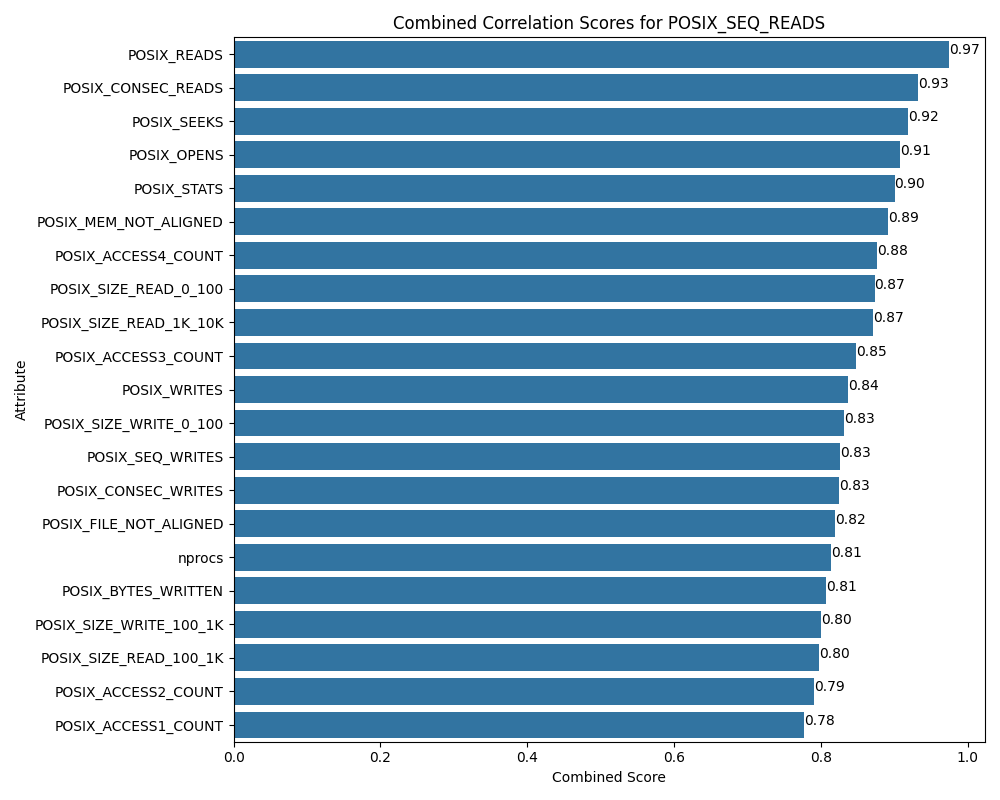 Combined Correlation Scores for POSIX_SEQ_READS
Attribute
POSIX_READS 0.97
POSIX_CONSEC_READS 0.93
POSIX_SEEKS 0.92
POSIX_OPENS 0.91
POSIX_STATS 0.90
POSIX_MEM_NOT_ALIGNED 0.89
POSIX_ACCESS4_COUNT 0.88
POSIX_SIZE_READ_0_100 0.87
POSIX_SIZE_READ_1K_10K 0.87
POSIX_ACCESS3_COUNT 0.85
POSIX_WRITES 0.84
POSIX_SIZE_WRITE_0_100 0.83
POSIX_SEQ_WRITES 0.83
POSIX_CONSEC_WRITES 0.83
POSIX_FILE_NOT_ALIGNED 0.82
nprocs 0.81
POSIX_BYTES_WRITTEN 0.81
POSIX_SIZE_WRITE_100_1K 0.80
POSIX_SIZE_READ_100_1K 0.80
POSIX_ACCESS2_COUNT 0.79
POSIX_ACCESS1_COUNT 0.78
0.0 0.2 0.4 0.6 0.8 1.0
Combined Score